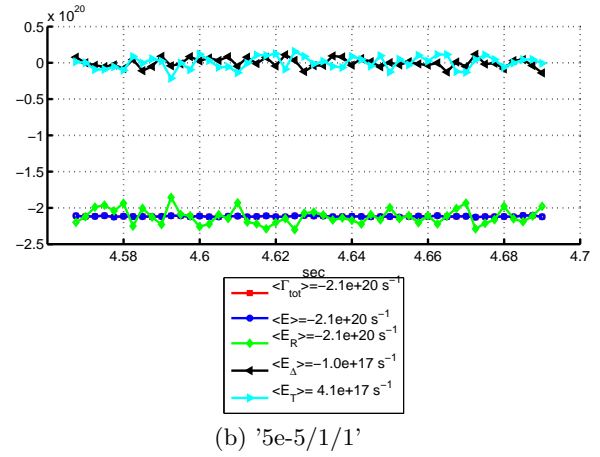 x 10^20
0.5
0
−0.5
−1
−1.5
−2
−2.5
4.58 4.6 4.62 4.64 4.66 4.68 4.7
sec
<Γ_tot>=−2.1e+20 s^−1
<E>=−2.1e+20 s^−1
<E_R>=−2.1e+20 s^−1
<E_Δ>=−1.0e+17 s^−1
<E_T>= 4.1e+17 s^−1
(b) '5e-5/1/1'